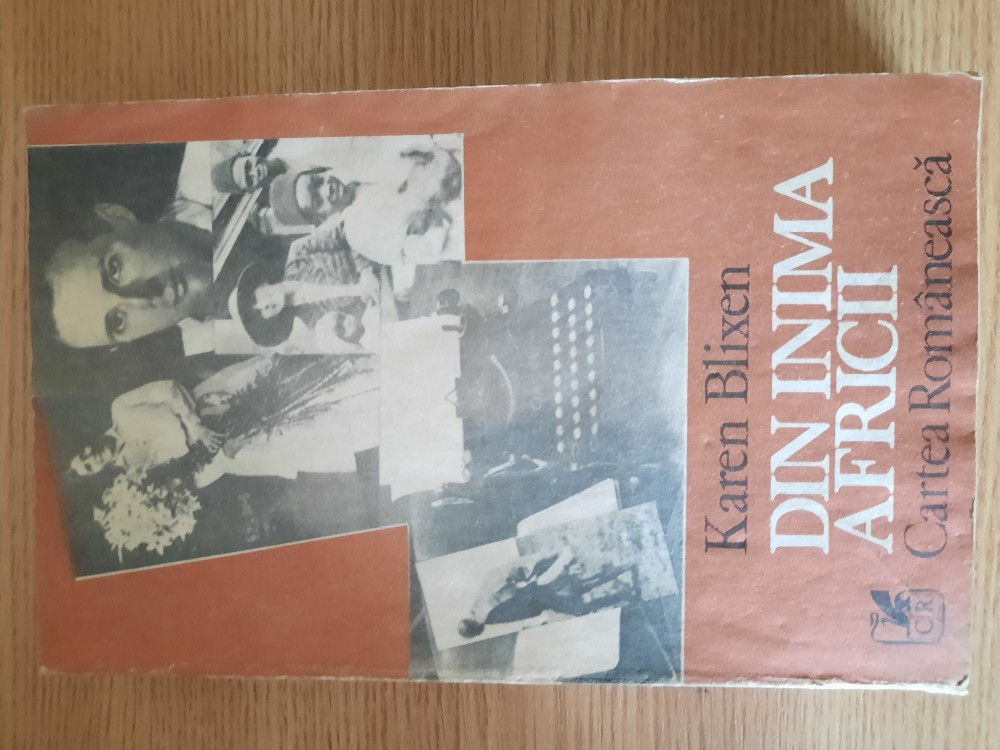 Karen Blixen
DIN INIMA
AFRICII
Cartea Românească
CR